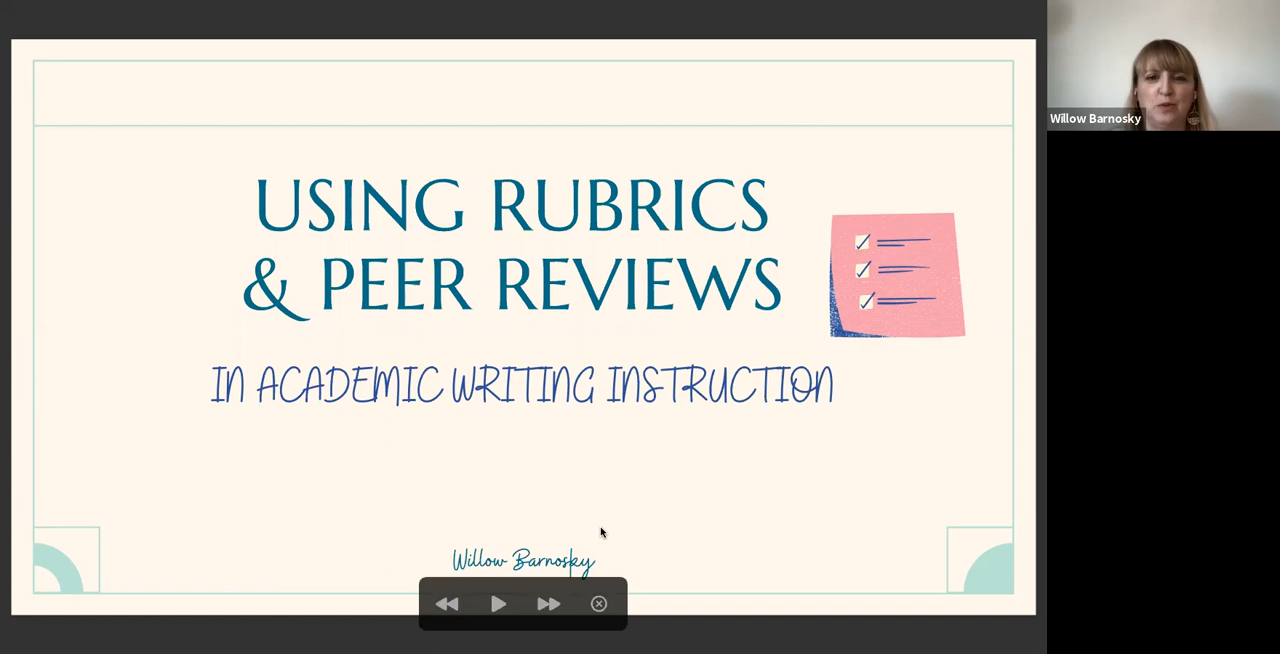 USING RUBRICS
& PEER REVIEWS
IN ACADEMIC WRITING INSTRUCTION
Willow Barnosky
Willow Barnosky